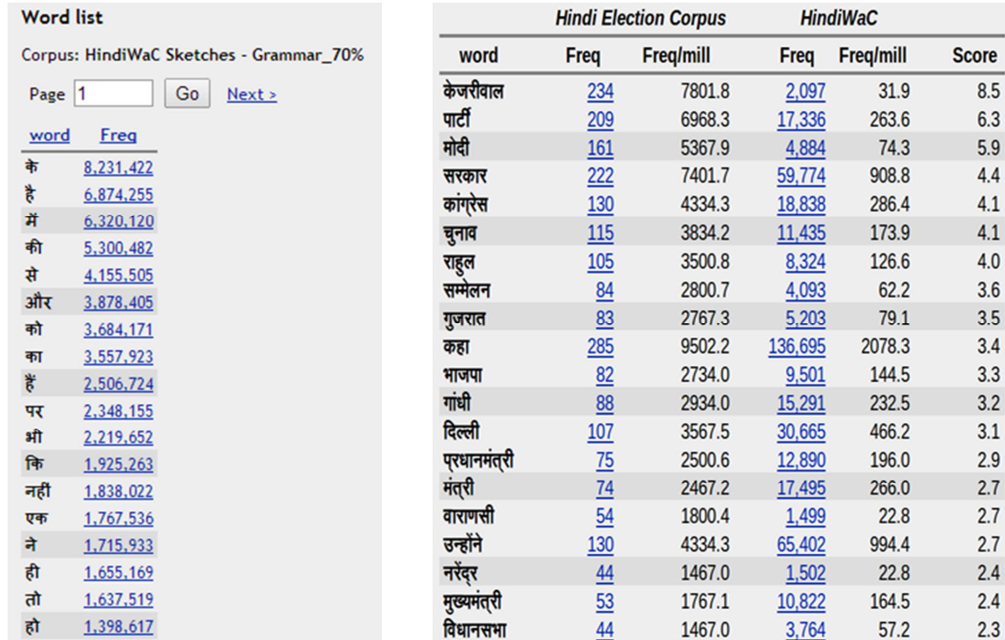 Word list
Corpus: HindiWaC Sketches - Grammar_70%
Page 1 Go Next >
word Freq
के 8,231,422
है 6,874,255
में 6,320,120
की 5,300,482
से 4,155,505
और 3,878,405
को 3,684,171
का 3,557,923
हैं 2,506,724
पर 2,348,155
भी 2,219,652
कि 1,925,263
नहीं 1,838,022
एक 1,767,536
ने 1,715,933
ही 1,655,169
तो 1,637,519
हो 1,398,617
Hindi Election Corpus HindiWaC
word Freq Freq/mill Freq Freq/mill Score
केजरीवाल 234 7801.8 2,097 31.9 8.5
पार्टी 209 6968.3 17,336 263.6 6.3
मोदी 161 5367.9 4,884 74.3 5.9
सरकार 222 7401.7 59,774 908.8 4.4
कांग्रेस 130 4334.3 18,838 286.4 4.1
चुनाव 115 3834.2 11,435 173.9 4.1
राहुल 105 3500.8 8,324 126.6 4.0
सम्मेलन 84 2800.7 4,093 62.2 3.6
गुजरात 83 2767.3 5,203 79.1 3.5
कहा 285 9502.2 136,695 2078.3 3.4
भाजपा 82 2734.0 9,501 144.5 3.3
गांधी 88 2934.0 15,291 232.5 3.2
दिल्ली 107 3567.5 30,665 466.2 3.1
प्रधानमंत्री 75 2500.6 12,890 196.0 2.9
मंत्री 74 2467.2 17,495 266.0 2.7
वाराणसी 54 1800.4 1,499 22.8 2.7
उन्होंने 130 4334.3 65,402 994.4 2.7
नरेंद्र 44 1467.0 1,502 22.8 2.4
मुख्यमंत्री 53 1767.1 10,822 164.5 2.4
विधानसभा 44 1467.0 3,764 57.2 2.3